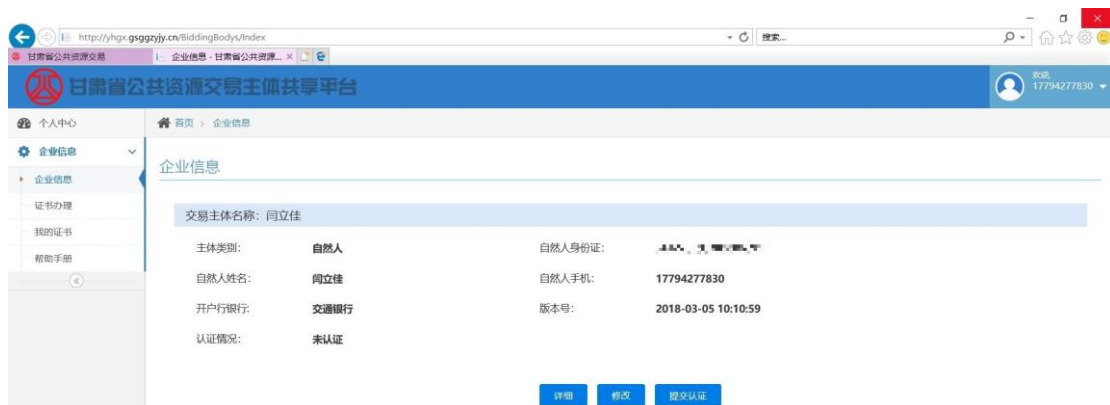 http://yhgx.gsggzyjy.cn/BiddingBodys/Index
搜索...
甘肃省公共资源交易
企业信息 - 甘肃省公共资源...
甘肃省公共资源交易主体共享平台
欢迎,
17794277830
个人中心
首页 > 企业信息
企业信息
企业信息
企业信息
证书办理
交易主体名称: 闫立佳
我的证书
主体类别: 自然人 自然人身份证:
帮助手册
自然人姓名: 闫立佳 自然人手机: 17794277830
开户行银行: 交通银行 版本号: 2018-03-05 10:10:59
认证情况: 未认证
详细 修改 提交认证